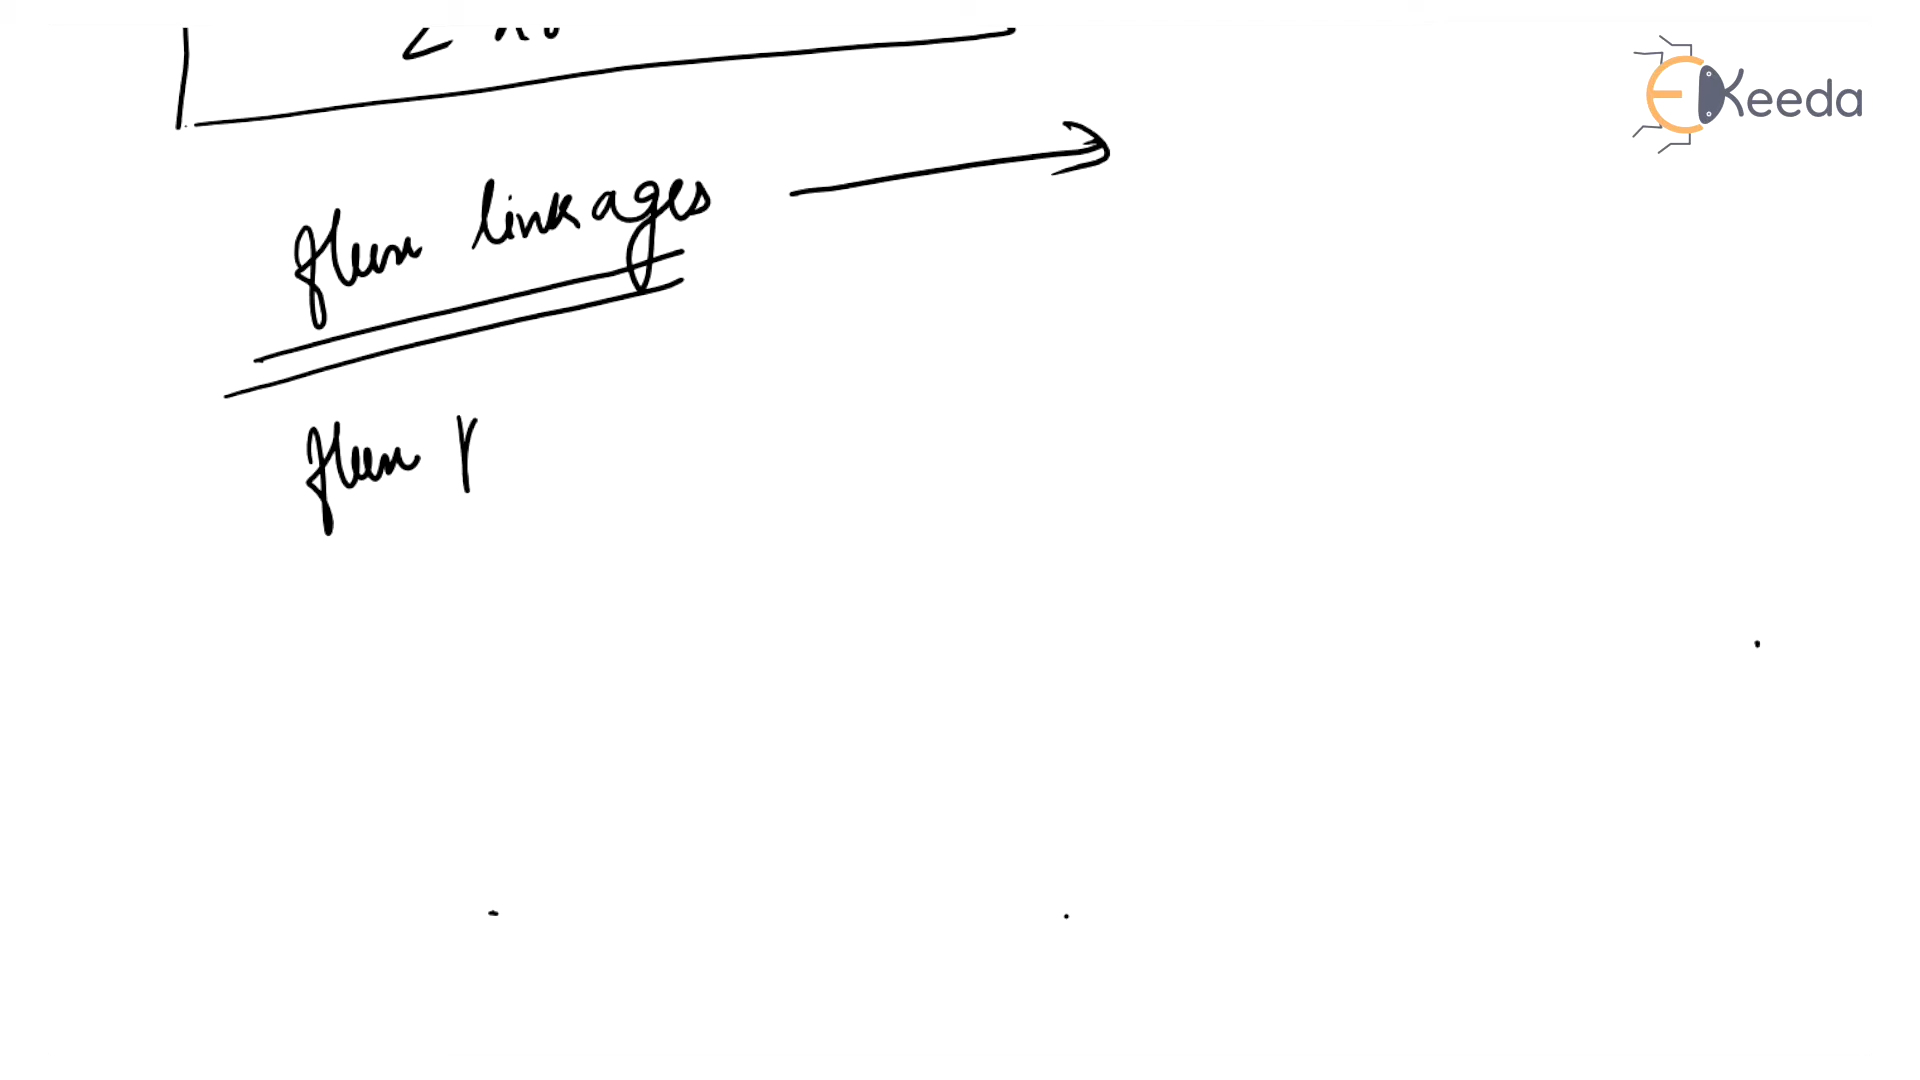 EKeeda
flux linkages
flux